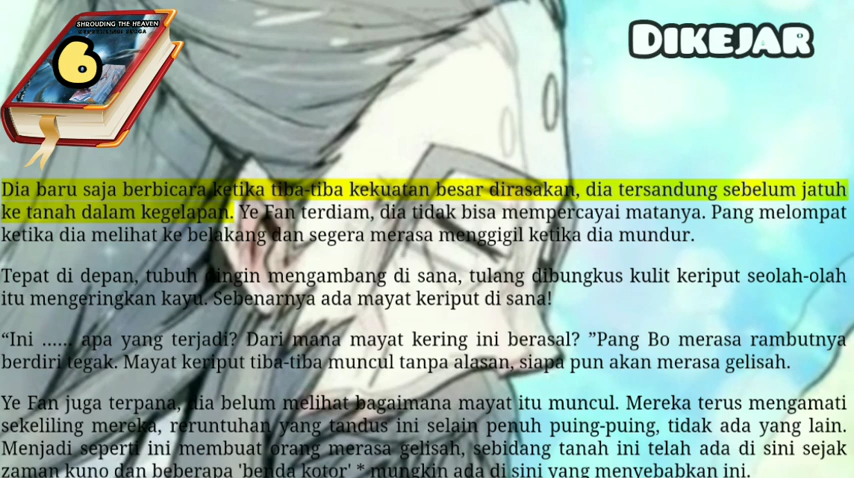 SHROUDING THE HEAVEN
6
DIKEJAR
Dia baru saja berbicara ketika tiba-tiba kekuatan besar dirasakan, dia tersandung sebelum jatuh
ke tanah dalam kegelapan. Ye Fan terdiam, dia tidak bisa mempercayai matanya. Pang melompat
ketika dia melihat ke belakang dan segera merasa menggigil ketika dia mundur.
Tepat di depan, tubuh dingin mengambang di sana, tulang dibungkus kulit keriput seolah-olah
itu mengeringkan kayu. Sebenarnya ada mayat keriput di sana!
“Ini ...... apa yang terjadi? Dari mana mayat kering ini berasal? ”Pang Bo merasa rambutnya
berdiri tegak. Mayat keriput tiba-tiba muncul tanpa alasan, siapa pun akan merasa gelisah.
Ye Fan juga terpana, dia belum melihat bagaimana mayat itu muncul. Mereka terus mengamati
sekeliling mereka, reruntuhan yang tandus ini selain penuh puing-puing, tidak ada yang lain.
Menjadi seperti ini membuat orang merasa gelisah, sebidang tanah ini telah ada di sini sejak
zaman kuno dan beberapa 'benda kotor' * mungkin ada di sini yang menyebabkan ini.